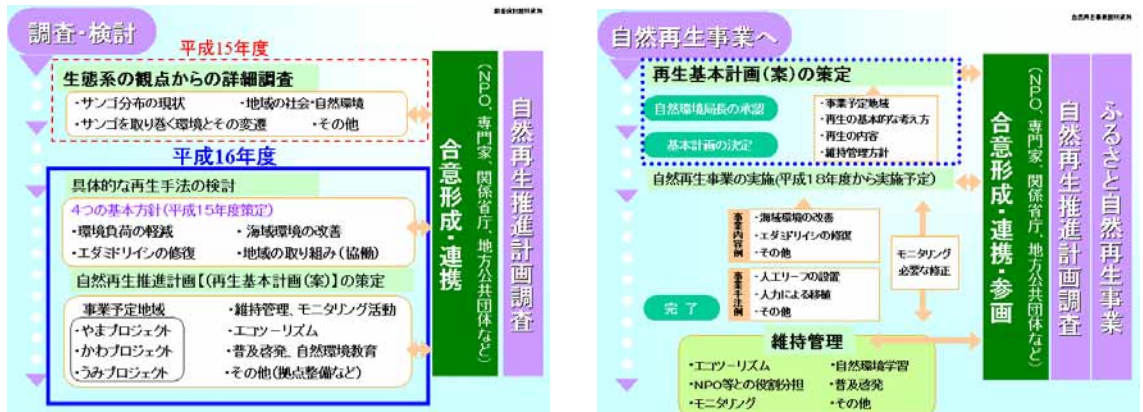 調査・検討
平成15年度
生態系の観点からの詳細調査
・サンゴ分布の現状
・地域の社会・自然環境
・サンゴを取り巻く環境とその変遷
・その他
平成16年度
具体的な再生手法の検討
4つの基本方針(平成15年度策定)
・環境負荷の軽減
・海域環境の改善
・エダミドリイシの修復
・地域の取り組み(協働)
自然再生推進計画【(再生基本計画(案)】の策定
事業予定地域
・やまプロジェクト
・かわプロジェクト
・うみプロジェクト
・維持管理、モニタリング活動
・エコツーリズム
・普及啓発、自然環境教育
・その他(拠点整備など)
合意形成・連携
(NPO、専門家、関係省庁、地方公共団体など)
自然再生推進計画調査
自然再生事業へ
再生基本計画(案)の策定
自然環境局長の承認
基本計画の決定
・事業予定地域
・再生の基本的な考え方
・再生の内容
・維持管理方針
自然再生事業の実施(平成18年度から実施予定)
事業内容例
・海域環境の改善
・エダミドリイシの修復
・その他
事業手法例
・人工リーフの設置
・人力による移植
・その他
モニタリング
必要な修正
完了
維持管理
・エコツーリズム
・自然環境学習
・NPO等との役割分担
・普及啓発
・モニタリング
・その他
合意形成・連携・参画
(NPO、専門家、関係省庁、地方公共団体など)
自然再生推進計画調査
ふるさと自然再生事業